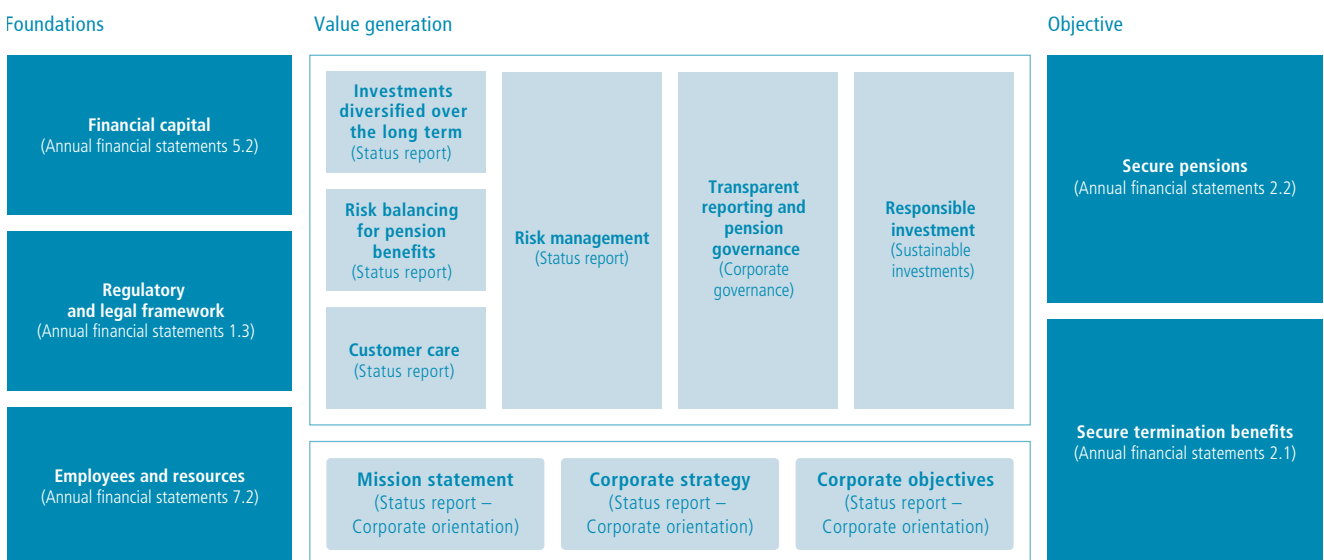 Foundations
Financial capital
(Annual financial statements 5.2)
Regulatory
and legal framework
(Annual financial statements 1.3)
Employees and resources
(Annual financial statements 7.2)
Value generation
Investments
diversified over
the long term
(Status report)
Risk balancing
for pension
benefits
(Status report)
Customer care
(Status report)
Risk management
(Status report)
Transparent
reporting and
pension
governance
(Corporate
governance)
Responsible
investment
(Sustainable
investments)
Mission statement
(Status report –
Corporate orientation)
Corporate strategy
(Status report –
Corporate orientation)
Corporate objectives
(Status report –
Corporate orientation)
Objective
Secure pensions
(Annual financial statements 2.2)
Secure termination benefits
(Annual financial statements 2.1)